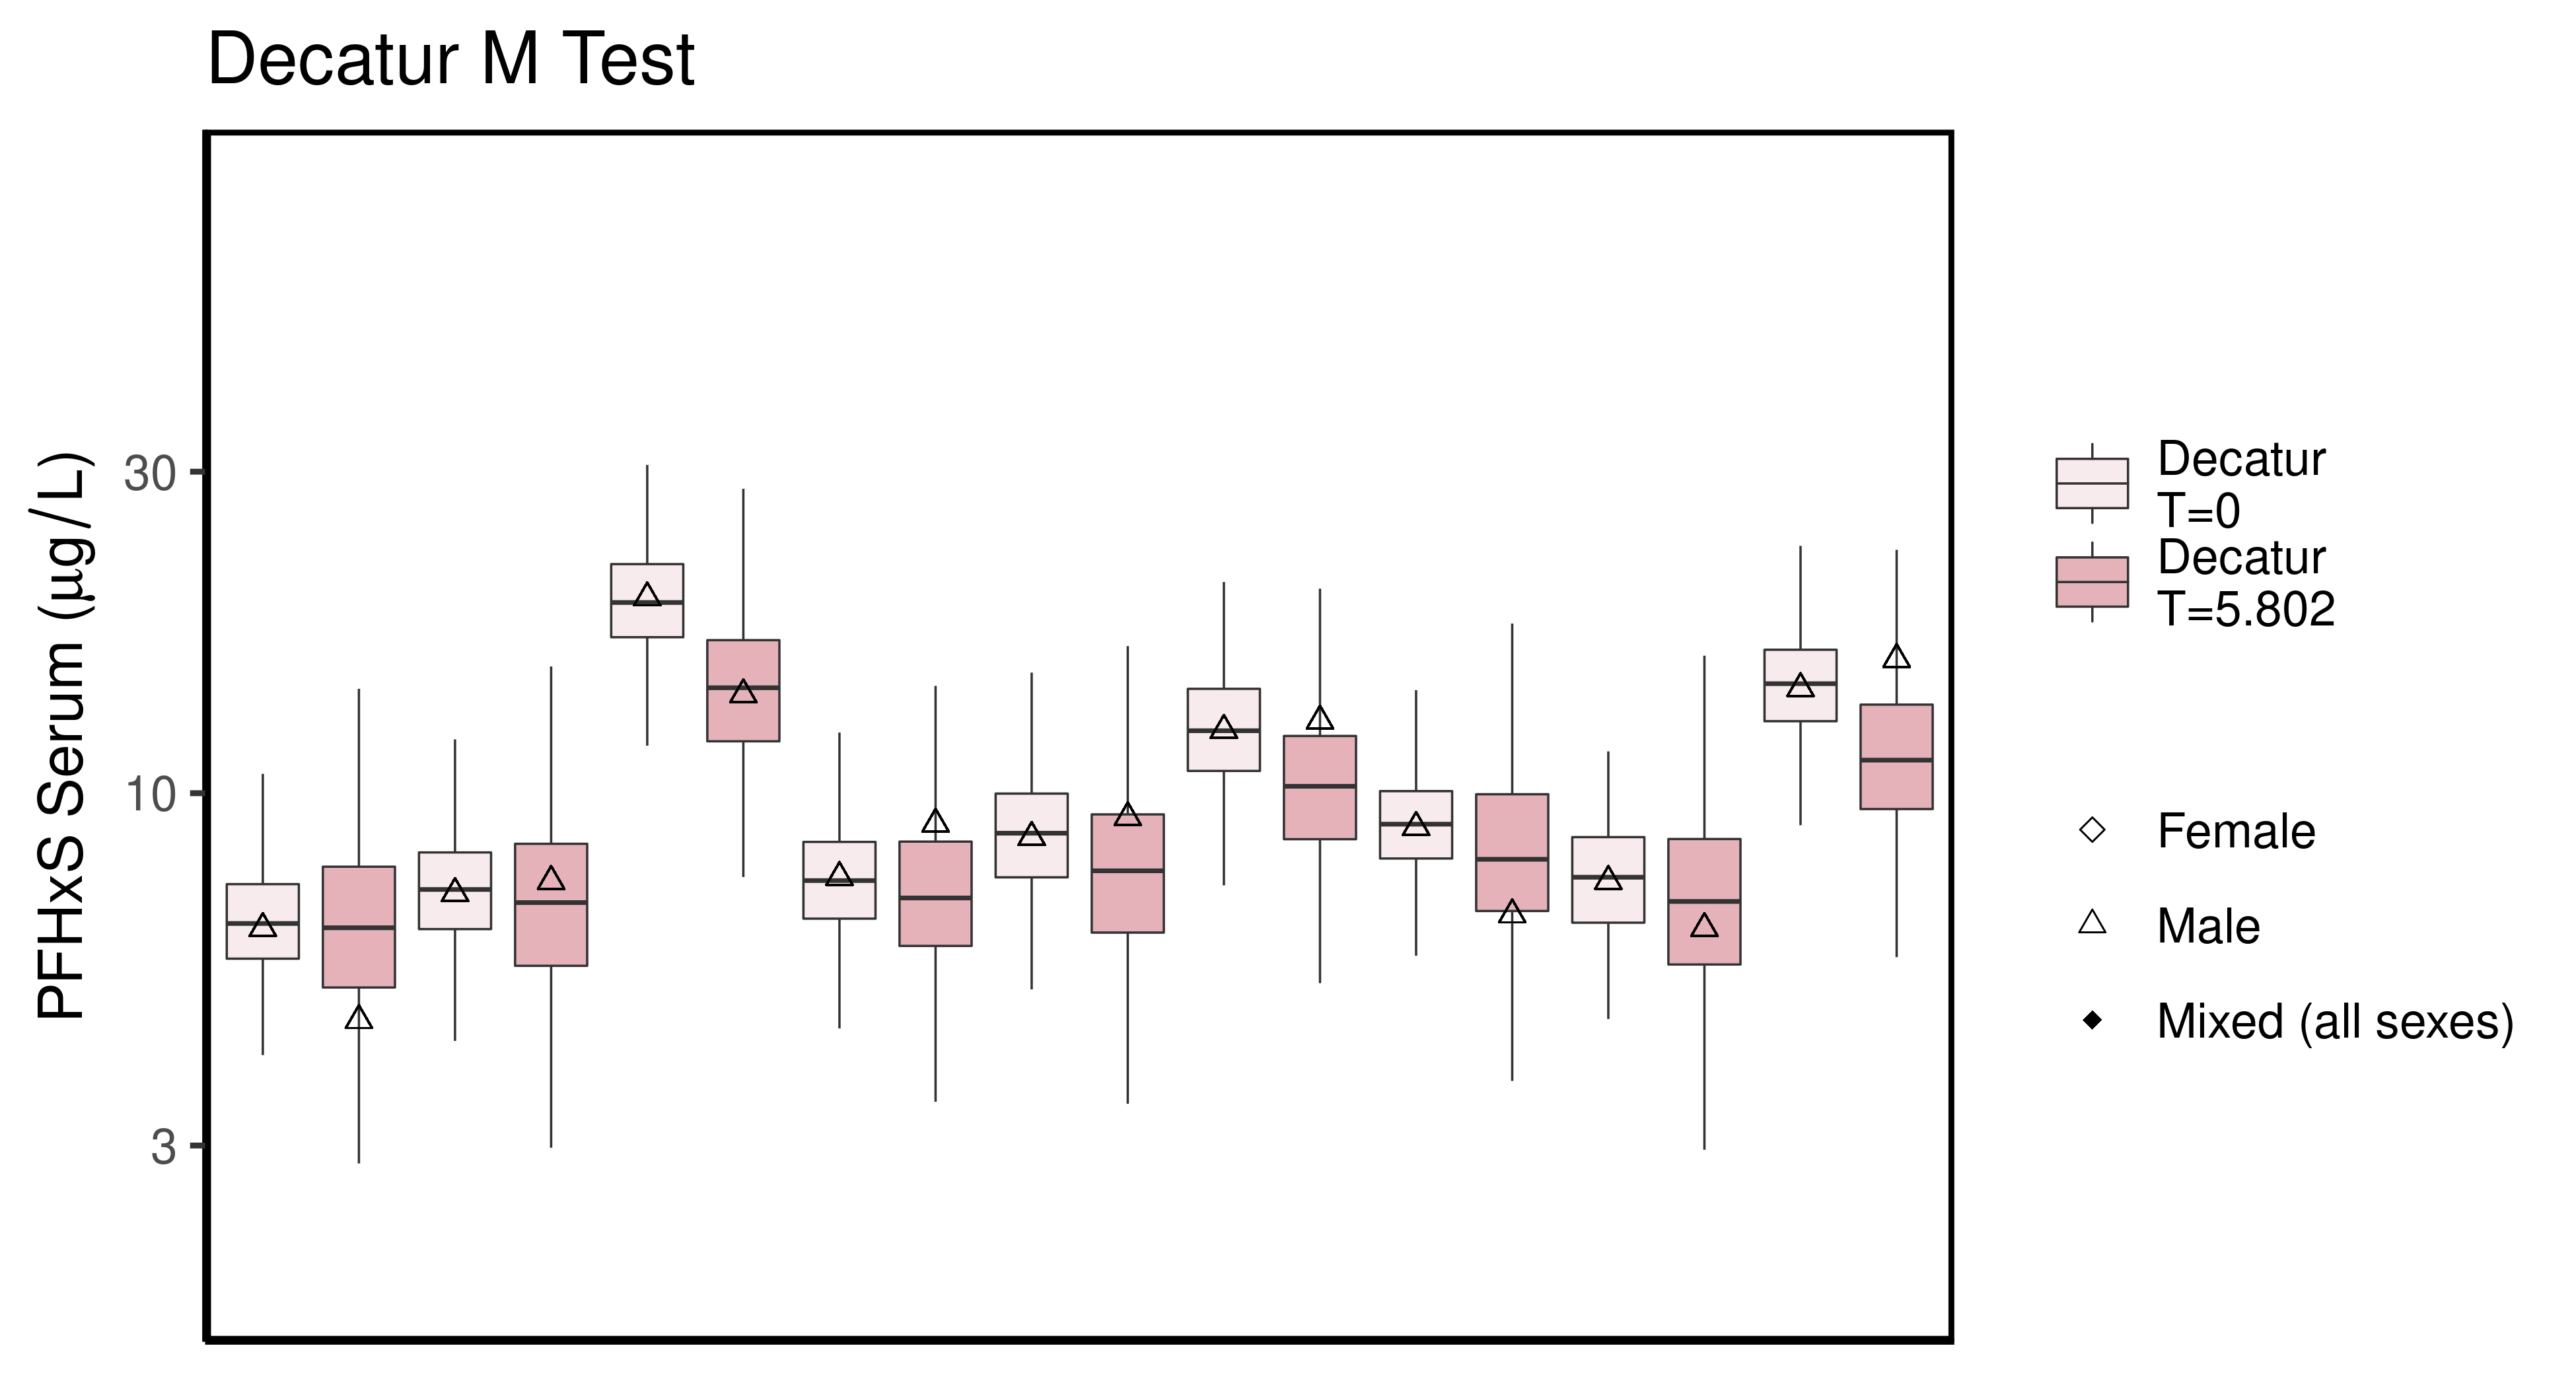 Decatur M Test
PFHxS Serum (μg/L)
30
10
3
Decatur
T=0
Decatur
T=5.802
Female
Male
Mixed (all sexes)